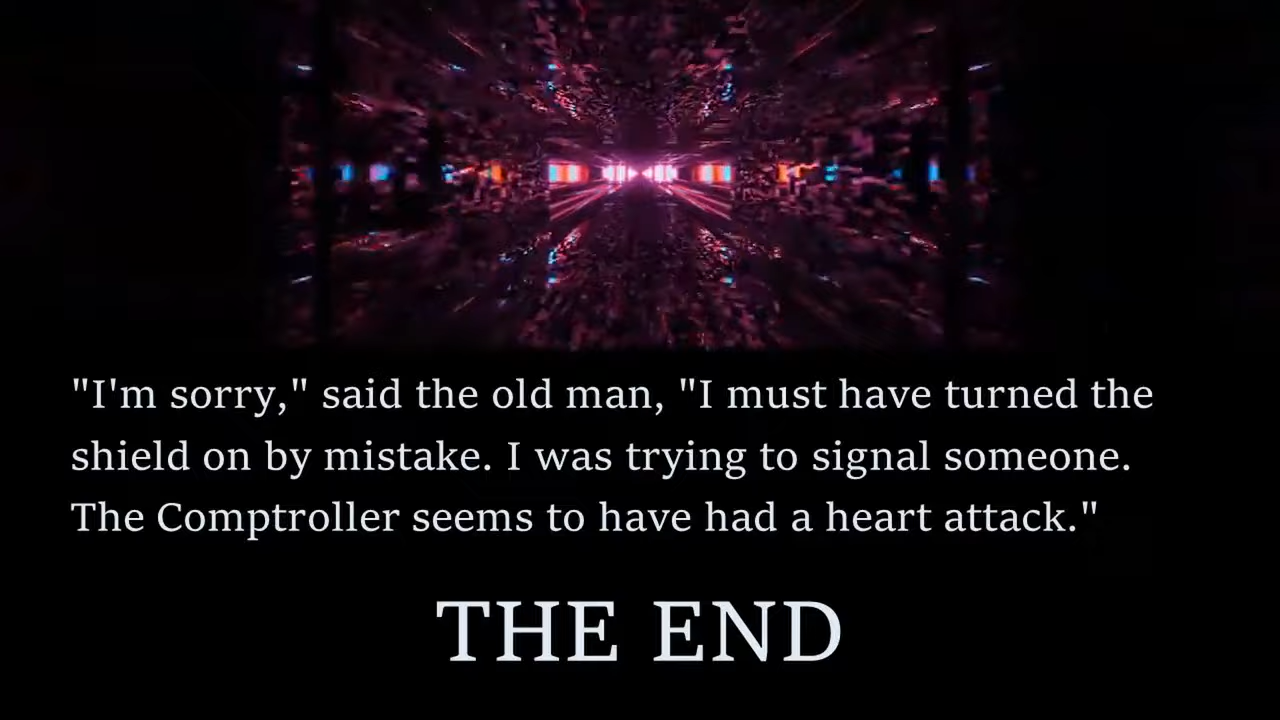 "I'm sorry," said the old man, "I must have turned the
shield on by mistake. I was trying to signal someone.
The Comptroller seems to have had a heart attack."
THE END